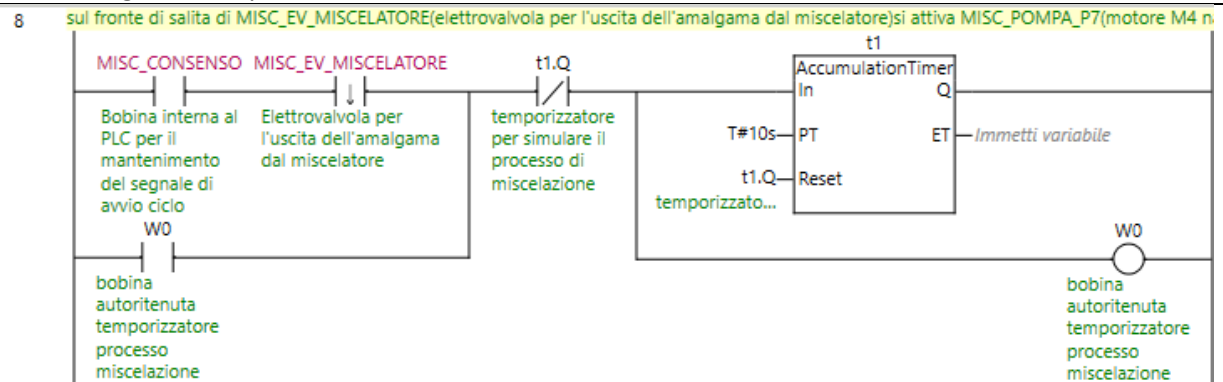 8
sul fronte di salita di MISC_EV_MISCELATORE(elettrovalvola per l'uscita dell'amalgama dal miscelatore)si attiva MISC_POMPA_P7(motore M4
t1
MISC_CONSENSO MISC_EV_MISCELATORE t1.Q
AccumulationTimer
In Q
Bobina interna al
PLC per il
mantenimento
del segnale di
avvio ciclo
Elettrovalvola per
l'uscita dell'amalgama
dal miscelatore
temporizzatore
per simulare il
processo di
miscelazione
T#10s PT ET Immetti variabile
t1.Q Reset
temporizzato...
W0
W0
bobina
autoritenuta
temporizzatore
processo
miscelazione
bobina
autoritenuta
temporizzatore
processo
miscelazione